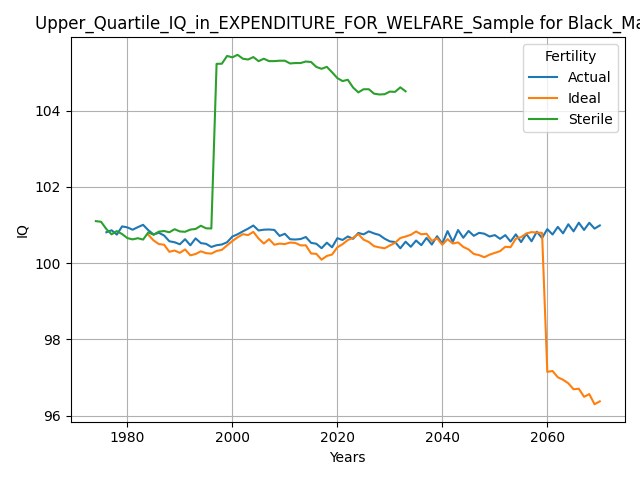 Upper_Quartile_IQ_in_EXPENDITURE_FOR_WELFARE_Sample for Black_Ma
Fertility
Actual
Ideal
Sterile
IQ
104
102
100
98
96
1980
2000
2020
2040
2060
Years